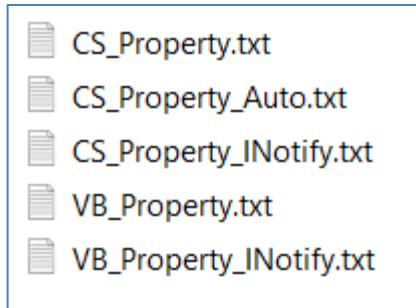 CS_Property.txt
CS_Property_Auto.txt
CS_Property_INotify.txt
VB_Property.txt
VB_Property_INotify.txt